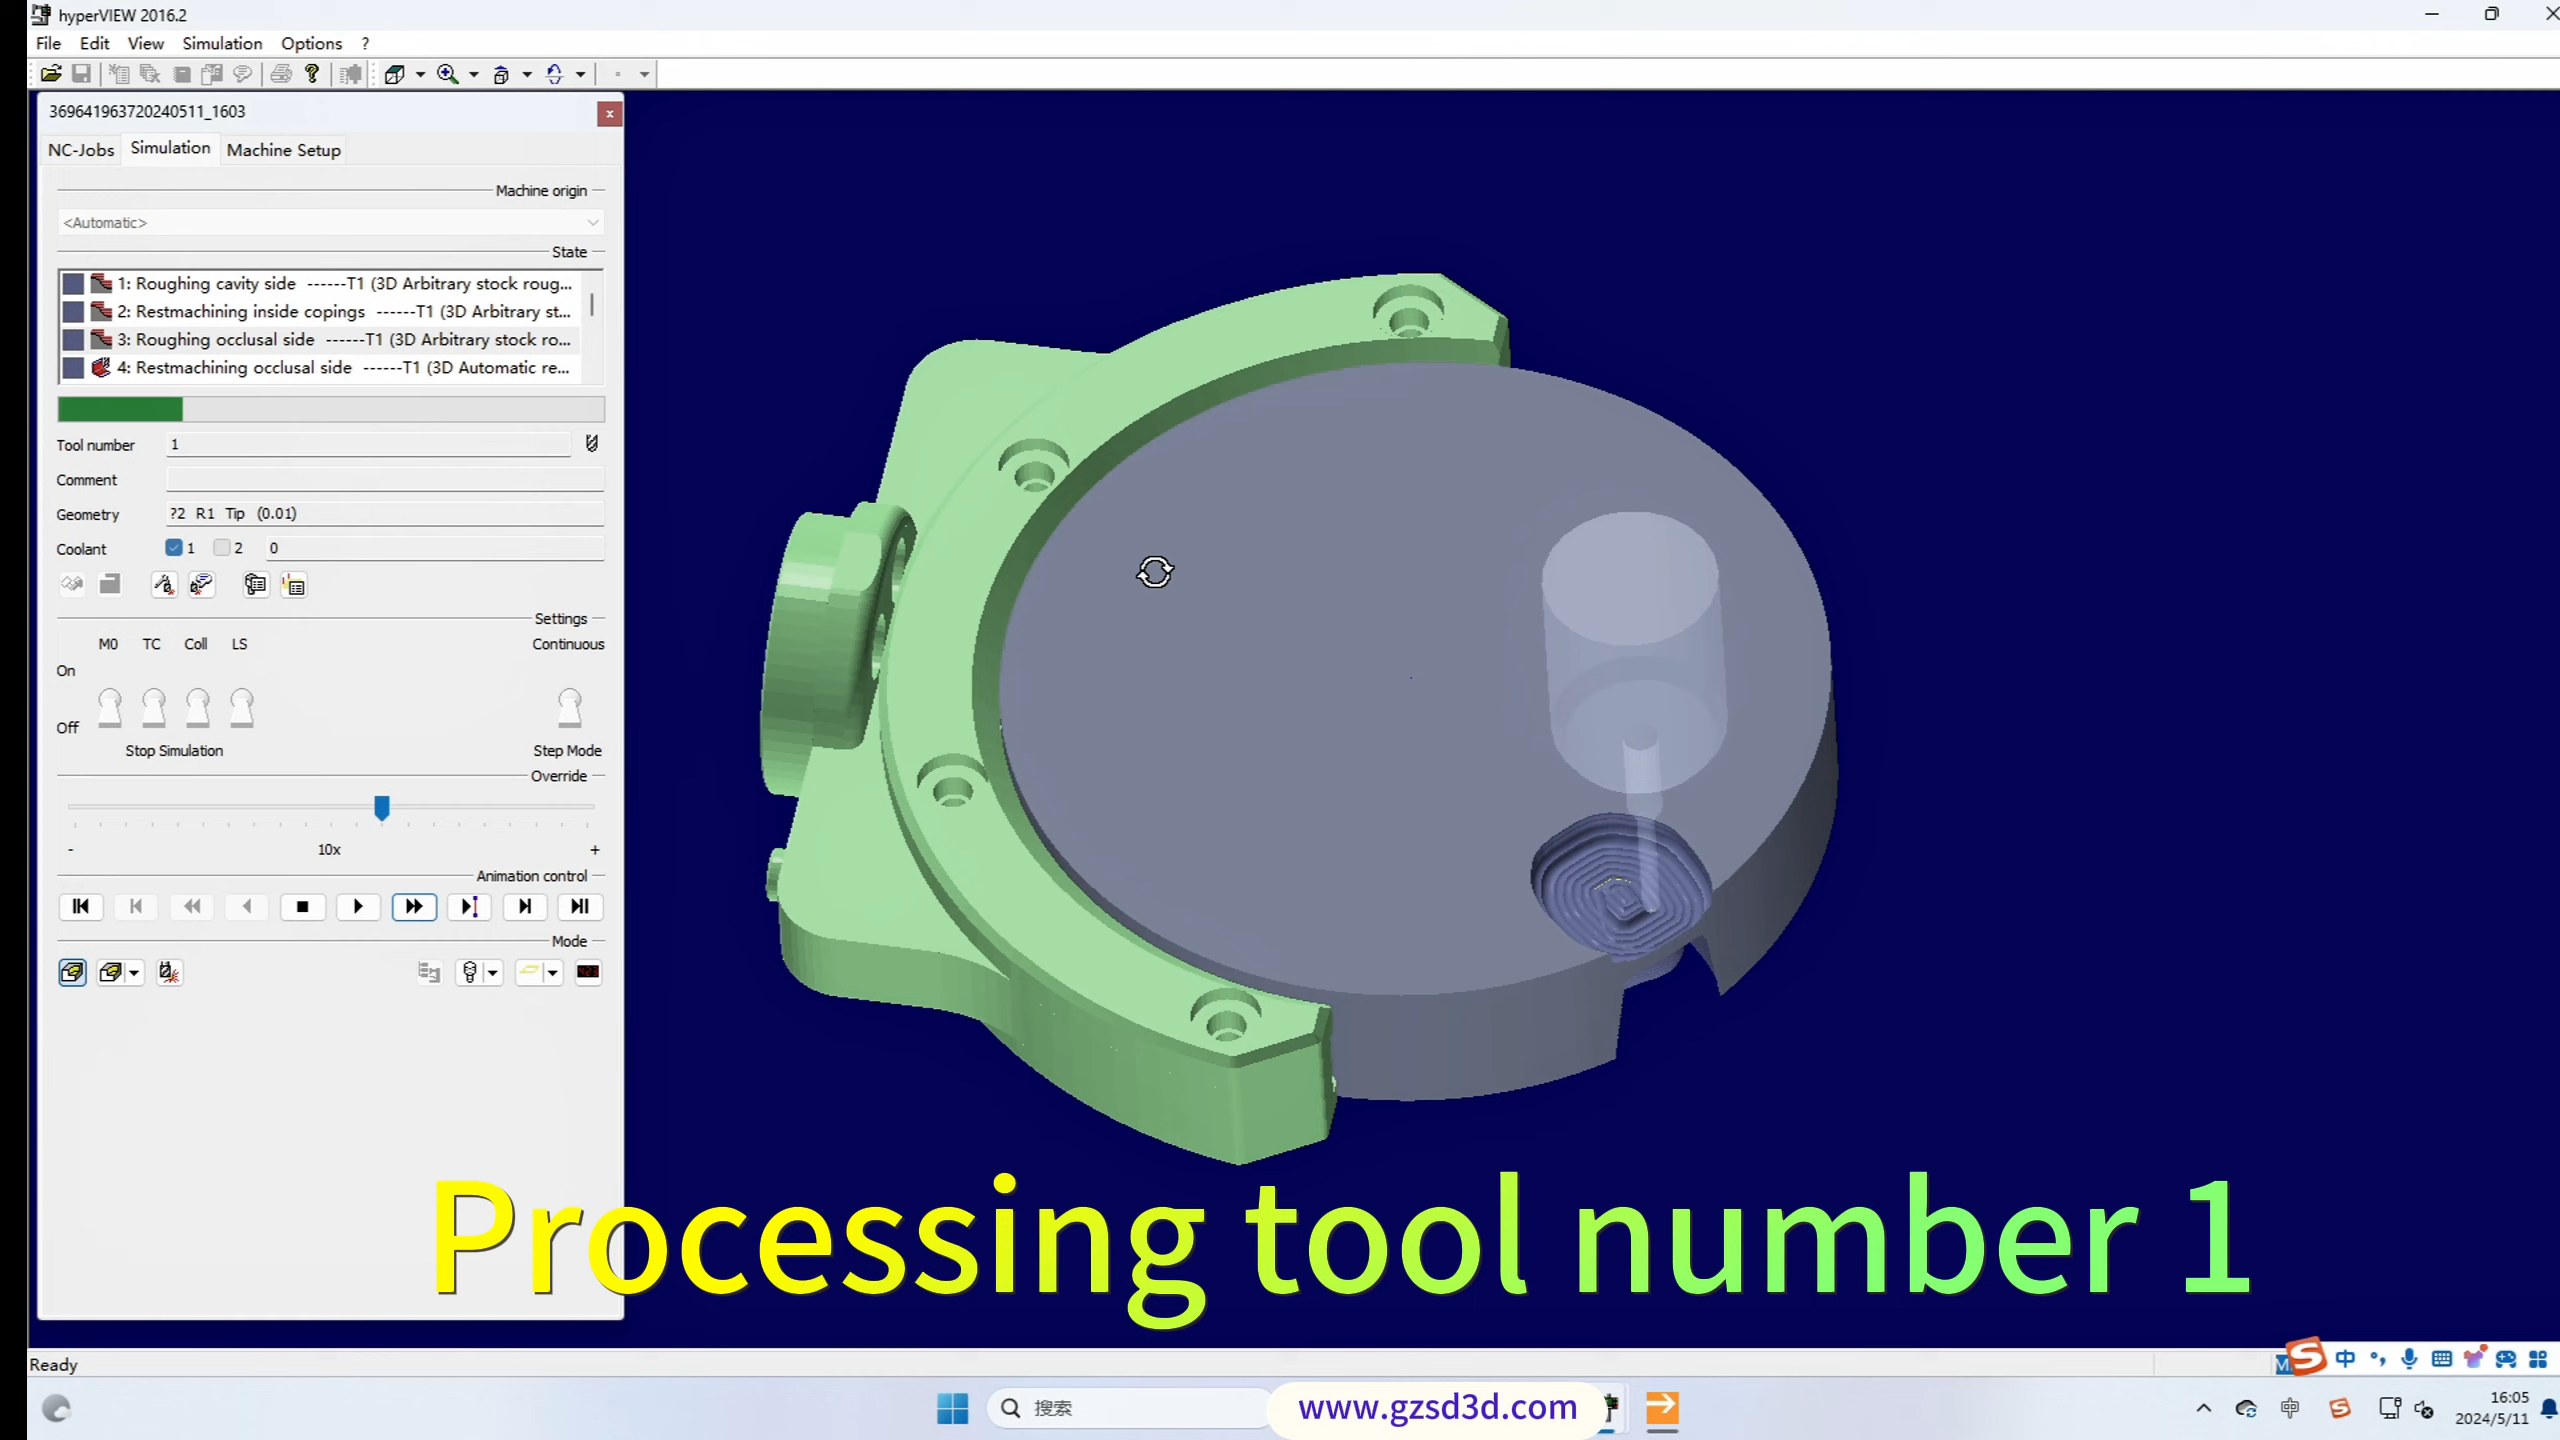 hyperVIEW 2016.2
File Edit View Simulation Options ?
369641963720240511_1603
NC-Jobs Simulation Machine Setup
Machine origin
<Automatic>
State
1: Roughing cavity side ------T1 (3D Arbitrary stock roug...
2: Restmachining inside copings ------T1 (3D Arbitrary st...
3: Roughing occlusal side ------T1 (3D Arbitrary stock ro...
4: Restmachining occlusal side ------T1 (3D Automatic re...
Tool number 1
Comment
Geometry ?2 R1 Tip (0.01)
Coolant 1 2 0
Settings
M0 TC Coll LS Continuous
On
Off
Stop Simulation Step Mode
Override
- 10x +
Animation control
Mode
Processing tool number 1
Ready
中
搜索
www.gzsd3d.com
中
16:05
2024/5/11